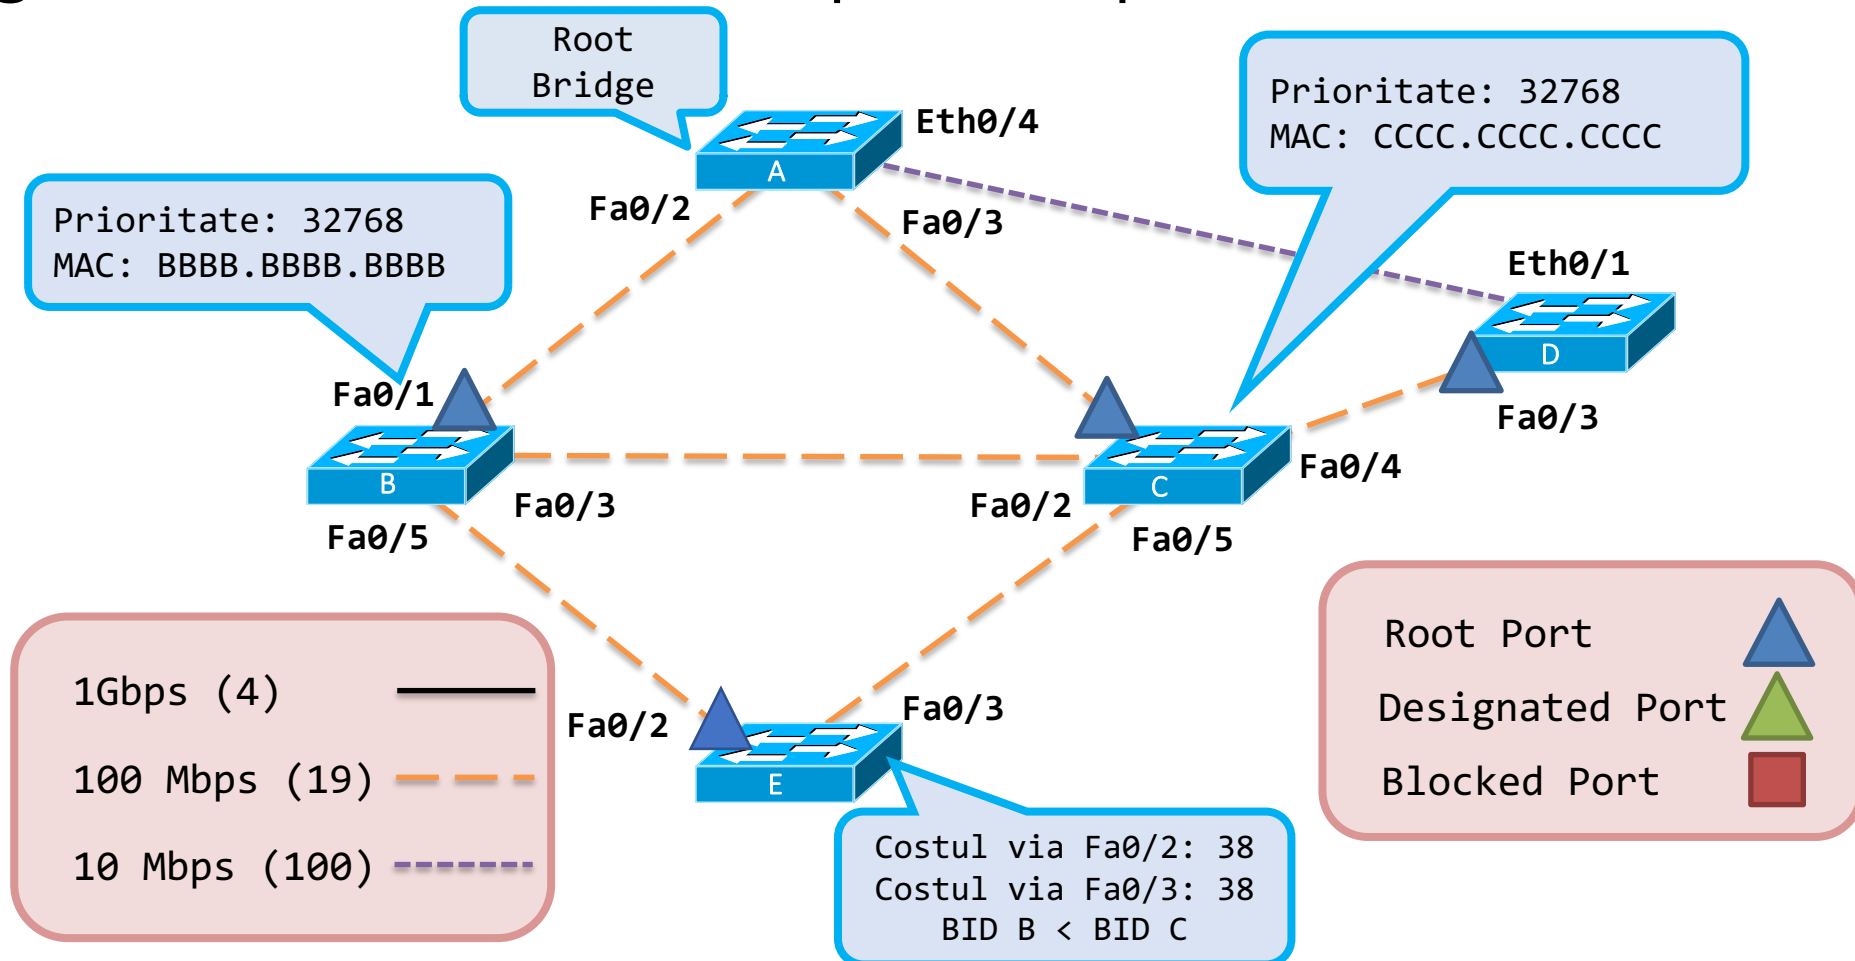 Root
Bridge
Prioritate: 32768
MAC: CCCC.CCCC.CCCC
Eth0/4
A
Fa0/2
Fa0/3
Prioritate: 32768
MAC: BBBB.BBBB.BBBB
Eth0/1
D
Fa0/3
Fa0/1
B
Fa0/3
Fa0/5
Fa0/2
C
Fa0/4
Fa0/5
1Gbps (4)
100 Mbps (19)
10 Mbps (100)
Fa0/2
Fa0/3
E
Costul via Fa0/2: 38
Costul via Fa0/3: 38
BID B < BID C
Root Port
Designated Port
Blocked Port